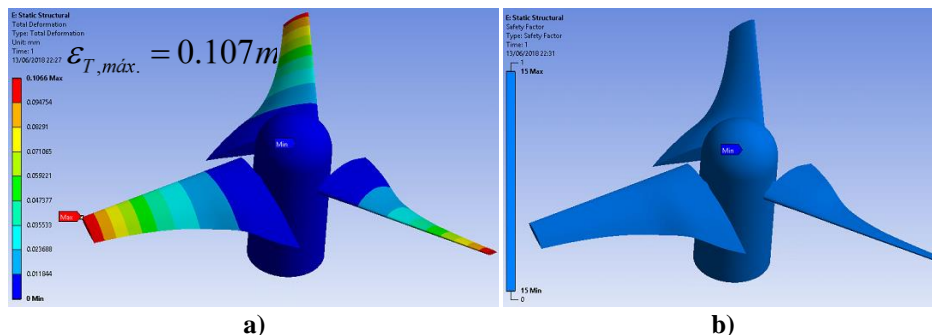 E: Static Structural
Total Deformation
Type: Total Deformation
Unit: mm
Time: 1
13/06/2018 22:27
ε_T,máx. = 0.107m
0.1066 Max
0.094754
0.08291
0.071065
0.059221
0.047377
0.035533
0.023688
0.011844
0 Min
Min
Max
a)
E: Static Structural
Safety Factor
Type: Safety Factor
Time: 1
13/06/2018 22:31
1
15 Max
15 Min
0
Min
b)